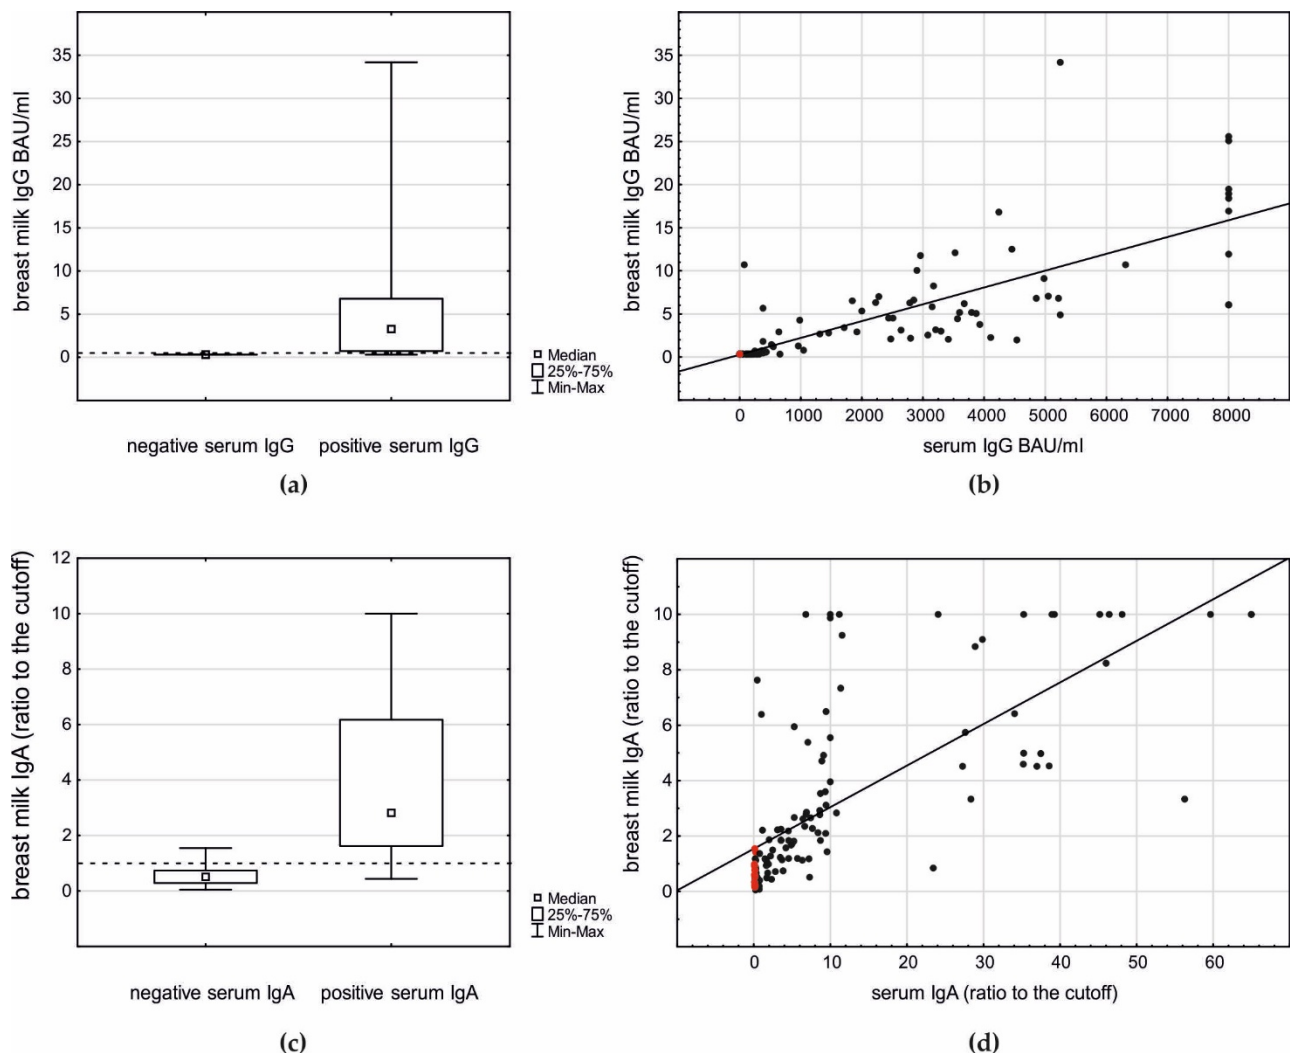 breast milk IgG BAU/ml
35
30
25
20
15
10
5
0
negative serum IgG
positive serum IgG
Median
25%-75%
Min-Max
(a)
breast milk IgG BAU/ml
35
30
25
20
15
10
5
0
0 1000 2000 3000 4000 5000 6000 7000 8000
serum IgG BAU/ml
(b)
breast milk IgA (ratio to the cutoff)
12
10
8
6
4
2
0
negative serum IgA
positive serum IgA
Median
25%-75%
Min-Max
(c)
breast milk IgA (ratio to the cutoff)
10
8
6
4
2
0
0 10 20 30 40 50 60
serum IgA (ratio to the cutoff)
(d)